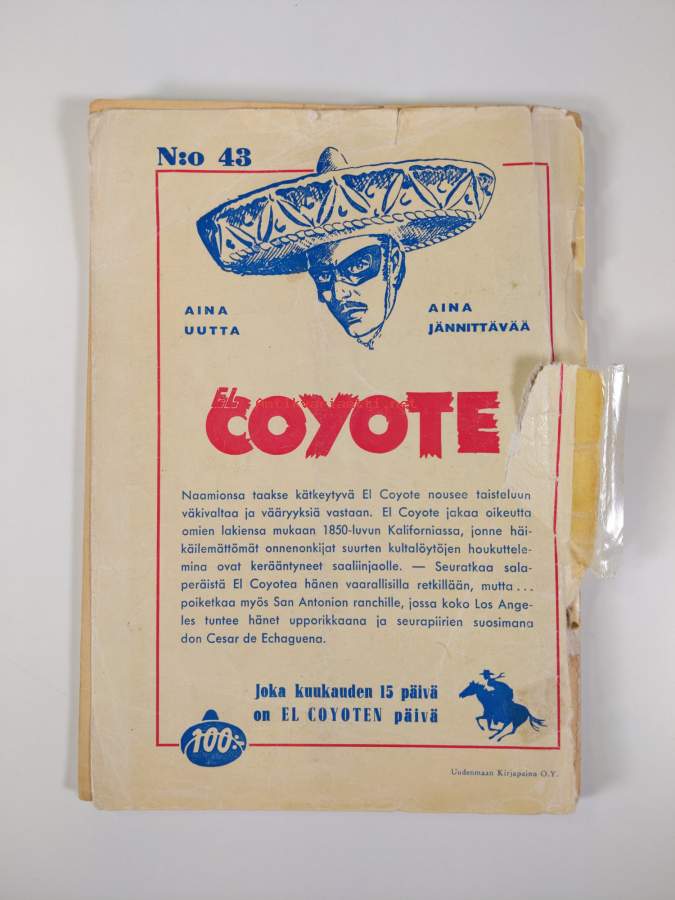 N:o 43
AINA
UUTTA
AINA
JÄNNITTÄVÄÄ
EL
COYOTE
Naamionsa taakse kätkeytyvä El Coyote nousee taisteluun
väkivaltaa ja vääryyksiä vastaan. El Coyote jakaa oikeutta
omien lakiensa mukaan 1850-luvun Kaliforniassa, jonne häi-
käilemättömät onnenonkijat suurten kultalöytöjen houkuttele-
mina ovat kerääntyneet saaliinjaolle. — Seuratkaa sala-
peräistä El Coyotea hänen vaarallisilla retkillään, mutta ...
poiketkaa myös San Antonion ranchille, jossa koko Los Ange-
les tuntee hänet upporikkaana ja seurapiirien suosimana
don Cesar de Echaguena.
Joka kuukauden 15 päivä
on EL COYOTEN päivä
100:-
Uudenmaan Kirjapaino O.Y.